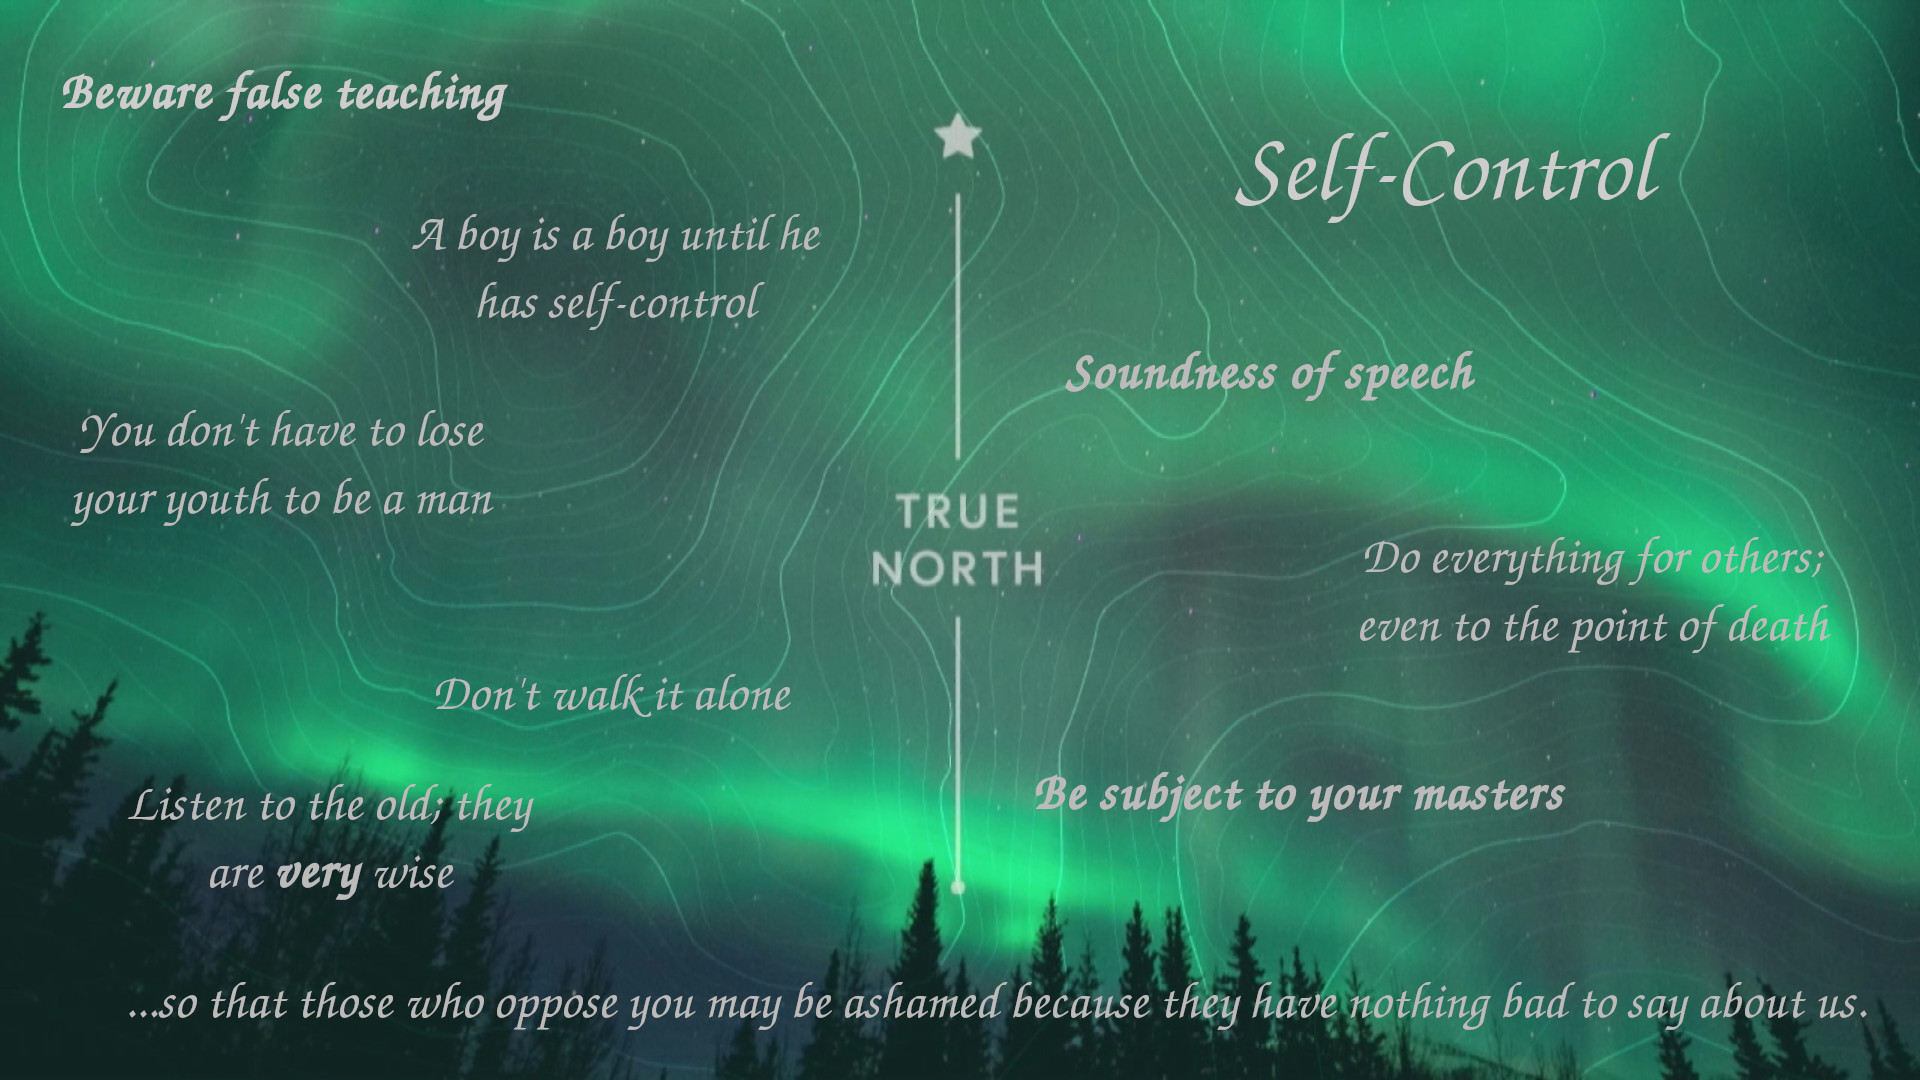 Beware false teaching
Self-Control
A boy is a boy until he
has self-control
Soundness of speech
You don't have to lose
your youth to be a man
TRUE
NORTH
Do everything for others;
even to the point of death
Don't walk it alone
Listen to the old; they
are very wise
Be subject to your masters
...so that those who oppose you may be ashamed because they have nothing bad to say about us.